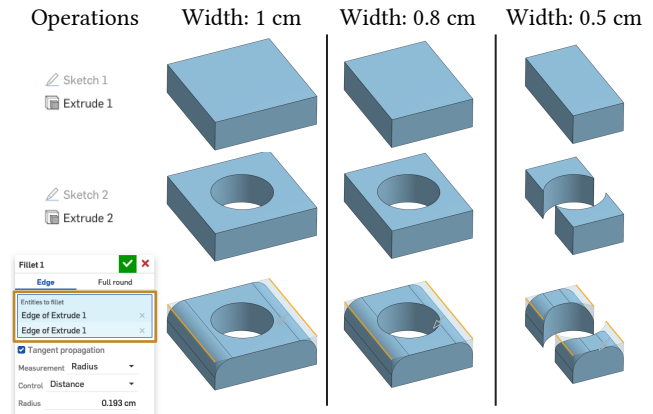 Operations Width: 1 cm Width: 0.8 cm Width: 0.5 cm
Sketch 1
Extrude 1
Sketch 2
Extrude 2
Fillet 1
Edge Full round
Entities to fillet
Edge of Extrude 1
Edge of Extrude 1
Tangent propagation
Measurement Radius
Control Distance
Radius 0.193 cm